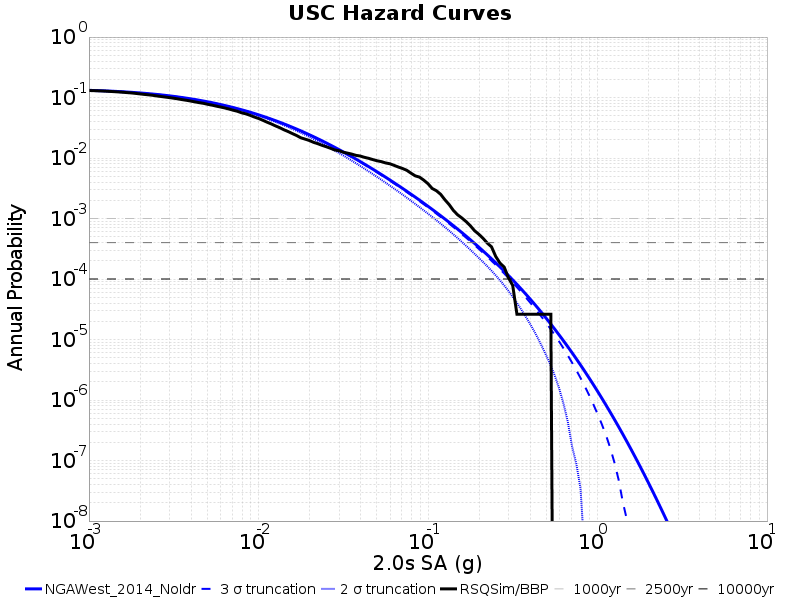 USC Hazard Curves
10^0
10^-1
10^-2
10^-3
10^-4
10^-5
10^-6
10^-7
10^-8
Annual Probability
10^-3 10^-2 10^-1 10^0 10^1
2.0s SA (g)
NGAWest_2014_NoIdr 3 σ truncation 2 σ truncation RSQSim/BBP 1000yr 2500yr 10000yr